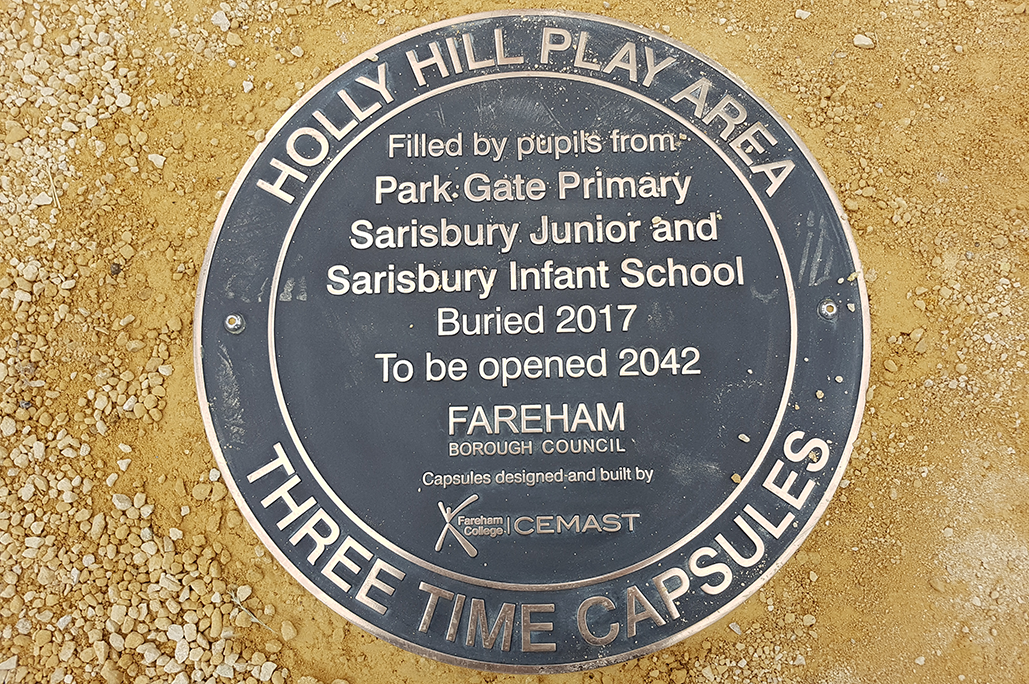 HOLLY HILL PLAY AREA
Filled by pupils from
Park Gate Primary
Sarisbury Junior and
Sarisbury Infant School
Buried 2017
To be opened 2042
FAREHAM
BOROUGH COUNCIL
Capsules designed and built by
Fareham
College
CEMAST
THREE TIME CAPSULES